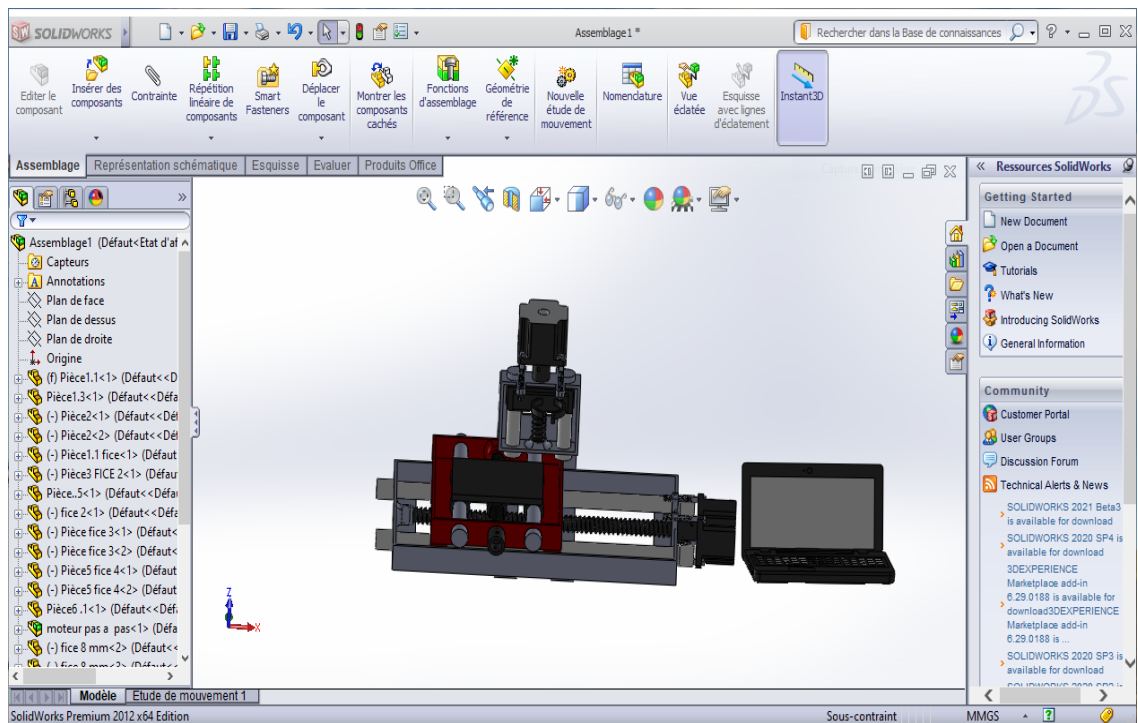 SOLIDWORKS
Assemblage1 *
Rechercher dans la Base de connaissances
Editer le composant
Insérer des composants
Contrainte
Répétition linéaire de composants
Smart Fasteners
Déplacer le composant
Montrer les composants cachés
Fonctions d'assemblage
Géométrie de référence
Nouvelle étude de mouvement
Nomenclature
Vue éclatée
Esquisse avec lignes d'éclatement
Instant3D
Assemblage
Représentation schématique
Esquisse
Evaluer
Produits Office
Assemblage1 (Défaut<Etat d'af
Capteurs
Annotations
Plan de face
Plan de dessus
Plan de droite
Origine
(f) Pièce1.1<1> (Défaut<<D
Pièce1.3<1> (Défaut<<Défa
(-) Pièce2<1> (Défaut<<Déf
(-) Pièce2<2> (Défaut<<Déf
(-) Pièce1.1 fice<1> (Défaut
(-) Pièce3 FICE 2<1> (Défau
Pièce..5<1> (Défaut<<Défau
(-) fice 2<1> (Défaut<<Défa
(-) Pièce fice 3<1> (Défaut<
(-) Pièce fice 3<2> (Défaut<
(-) Pièce5 fice 4<1> (Défaut
(-) Pièce5 fice 4<2> (Défaut
Pièce6 .1<1> (Défaut<<Défa
moteur pas a pas<1> (Défa
(-) fice 8 mm<2> (Défaut<<
Z
X
Ressources SolidWorks
Getting Started
New Document
Open a Document
Tutorials
What's New
Introducing SolidWorks
General Information
Community
Customer Portal
User Groups
Discussion Forum
Technical Alerts & News
SOLIDWORKS 2021 Beta3
is available for download
SOLIDWORKS 2020 SP4 is
available for download
3DEXPERIENCE
Marketplace add-in
6.29.0188 is available for
download3DEXPERIENCE
Marketplace add-in
6.29.0188 is ...
SOLIDWORKS 2020 SP3 is
available for download
Modèle
Etude de mouvement 1
SolidWorks Premium 2012 x64 Edition
Sous-contraint
MMGS